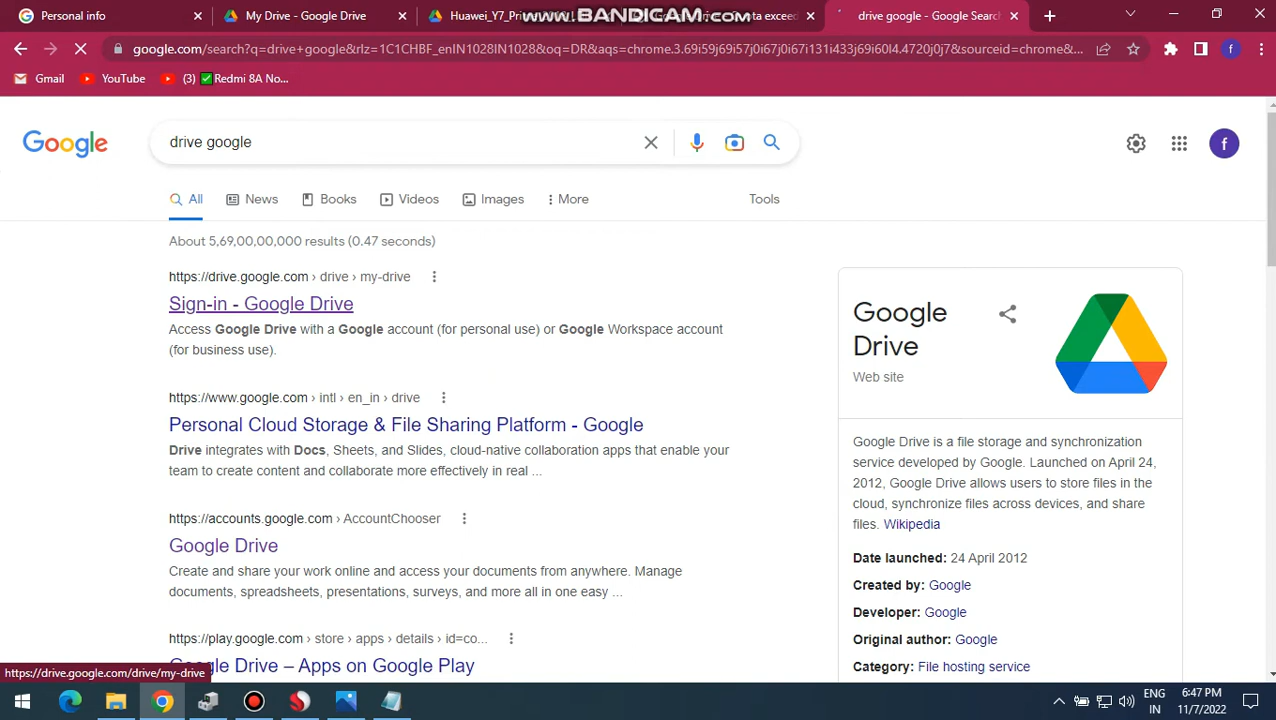 Personal info
My Drive - Google Drive
Huawei_Y7_Pri
www.BANDICAM.com
ta exceed
drive google - Google Searc
google.com/search?q=drive+google&rlz=1C1CHBF_enIN1028IN1028&oq=DR&aqs=chrome.3.69i59j69i57j0i67j0i67i131i433j69i60l4.4720j0j7&sourceid=chrome&...
f
Gmail
YouTube
(3) ✅Redmi 8A No...
Google
drive google
f
All
News
Books
Videos
Images
More
Tools
About 5,69,00,00,000 results (0.47 seconds)
https://drive.google.com › drive › my-drive
Sign-in - Google Drive
Access Google Drive with a Google account (for personal use) or Google Workspace account
(for business use).
https://www.google.com › intl › en_in › drive
Personal Cloud Storage & File Sharing Platform - Google
Drive integrates with Docs, Sheets, and Slides, cloud-native collaboration apps that enable your
team to create content and collaborate more effectively in real ...
https://accounts.google.com › AccountChooser
Google Drive
Create and share your work online and access your documents from anywhere. Manage
documents, spreadsheets, presentations, surveys, and more all in one easy ...
https://play.google.com › store › apps › details › id=co...
Google Drive – Apps on Google Play
Google
Drive
Web site
Google Drive is a file storage and synchronization
service developed by Google. Launched on April 24,
2012, Google Drive allows users to store files in the
cloud, synchronize files across devices, and share
files. Wikipedia
Date launched: 24 April 2012
Created by: Google
Developer: Google
Original author: Google
Category: File hosting service
https://drive.google.com/drive/my-drive
ENG
IN
6:47 PM
11/7/2022